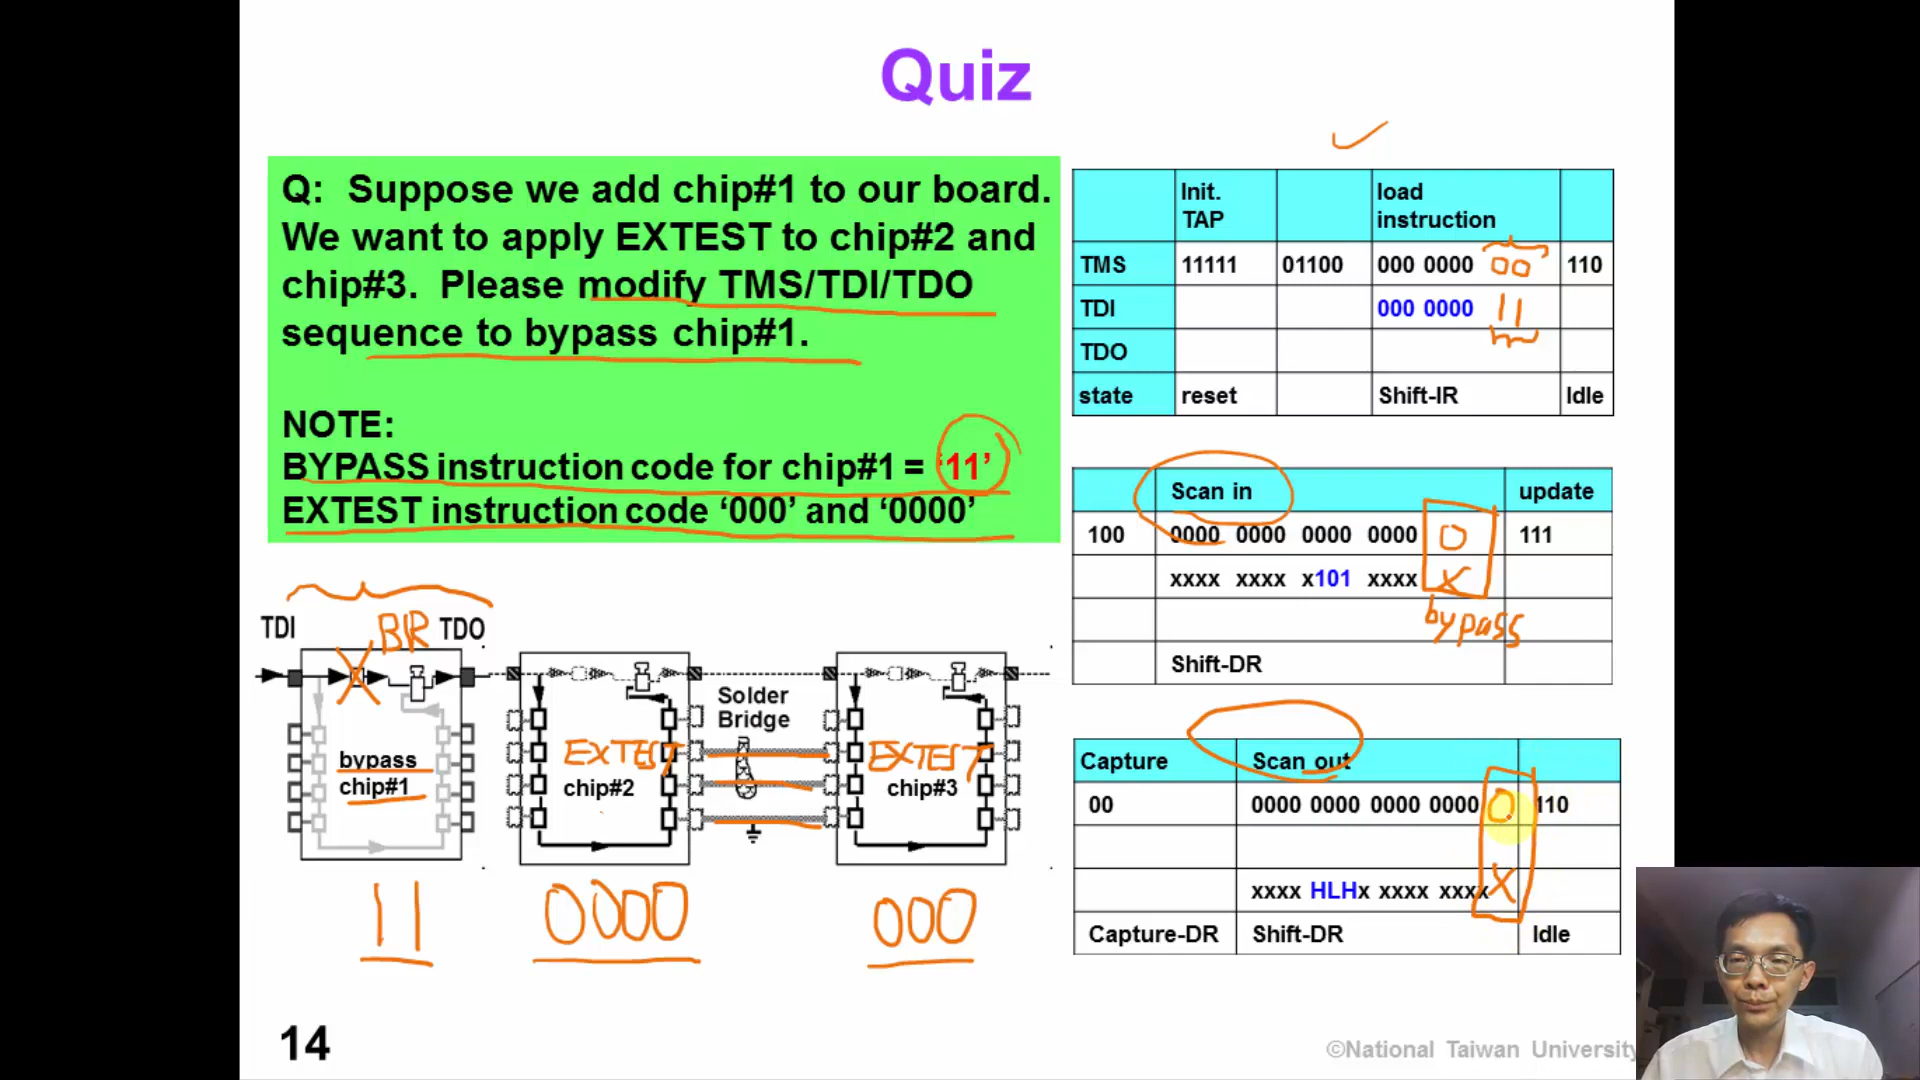 Quiz
Q: Suppose we add chip#1 to our board.
We want to apply EXTEST to chip#2 and
chip#3. Please modify TMS/TDI/TDO
sequence to bypass chip#1.
NOTE:
BYPASS instruction code for chip#1 = '11'
EXTEST instruction code ‘000’ and ‘0000’
TDI BIR TDO
bypass
chip#1
EXTEST
chip#2
Solder
Bridge
EXTEST
chip#3
11 0000 000
Init. TAP load instruction
TMS 11111 01100 000 0000 00 110
TDI 000 0000 11
TDO
state reset Shift-IR Idle
Scan in update
100 0000 0000 0000 0000 0 111
xxxx xxxx x101 xxxx X
bypass
Shift-DR
Capture Scan out
00 0000 0000 0000 0000 0 110
xxxx HLHx xxxx xxxx X
Capture-DR Shift-DR Idle
14
©National Taiwan University